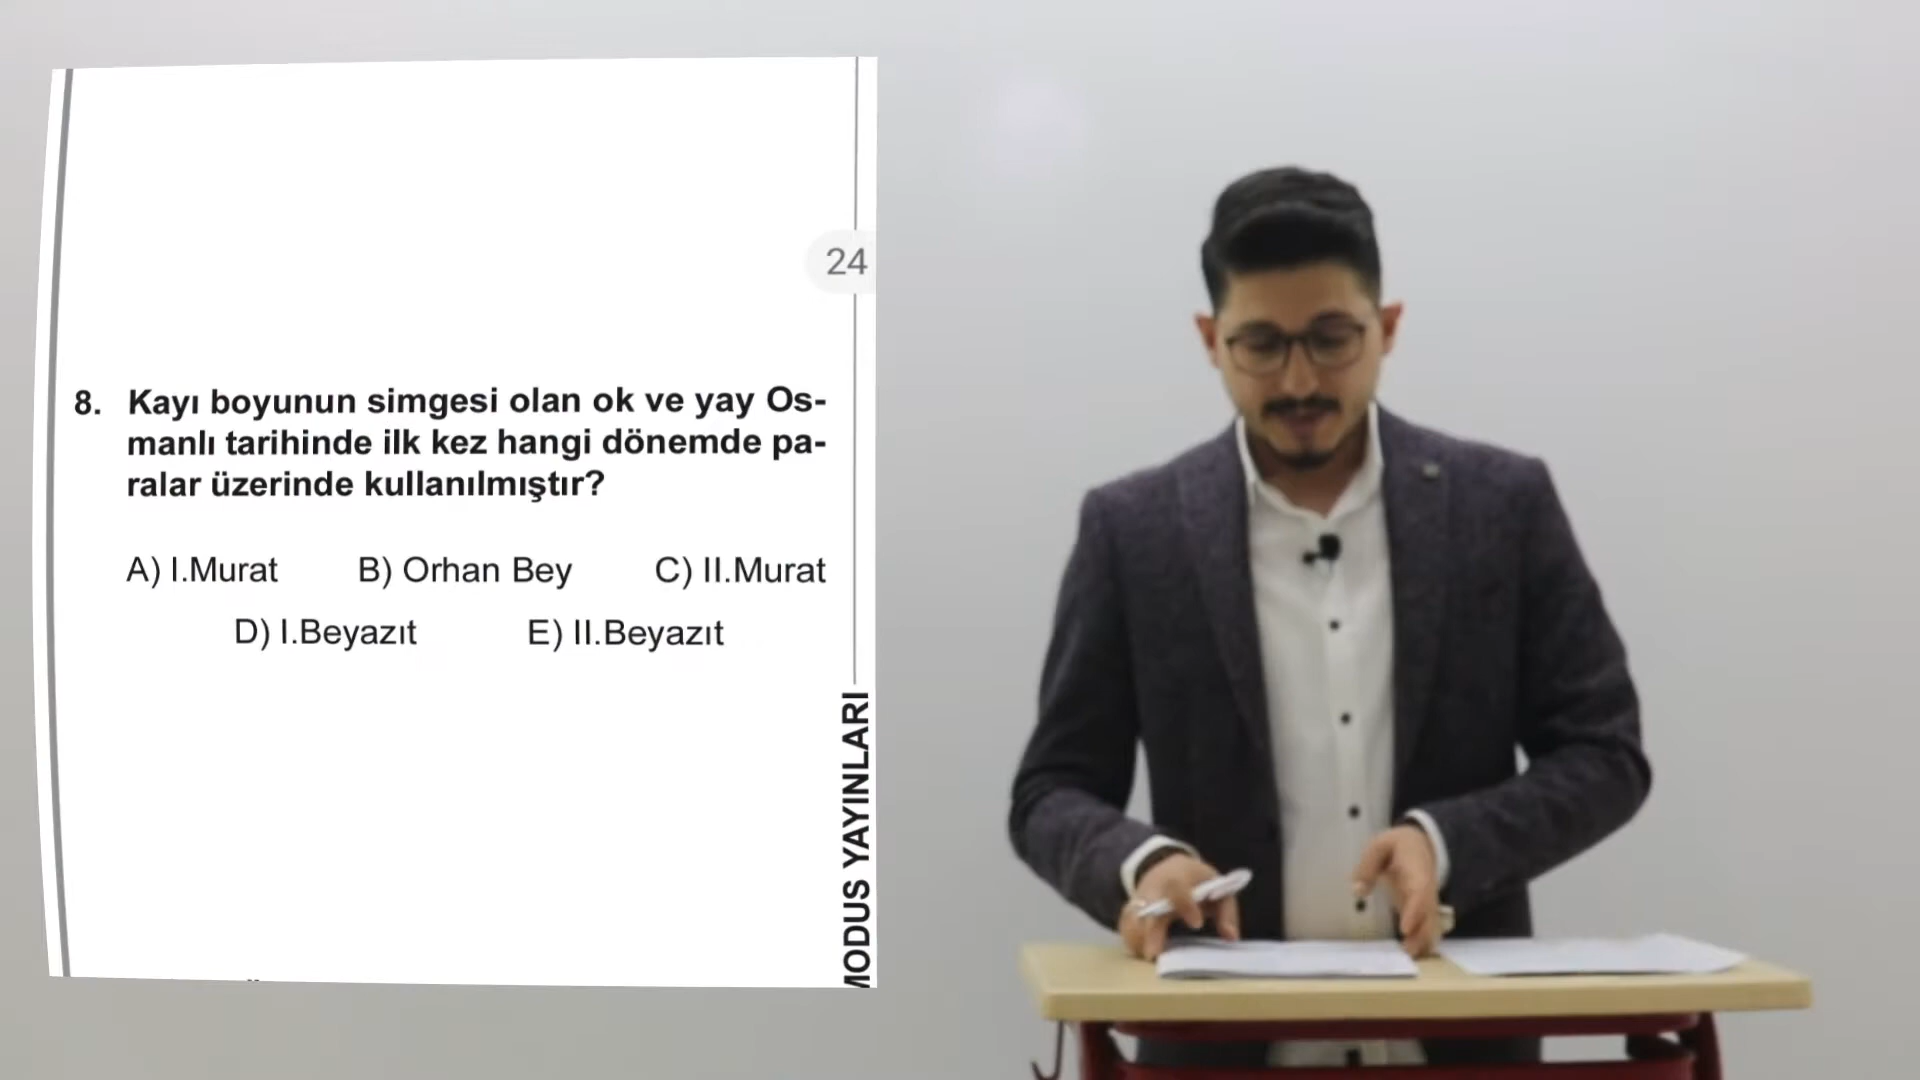 24
8. Kayı boyunun simgesi olan ok ve yay Os-
manlı tarihinde ilk kez hangi dönemde pa-
ralar üzerinde kullanılmıştır?
A) I.Murat B) Orhan Bey C) II.Murat
D) I.Beyazıt E) II.Beyazıt
MODUS YAYINLARI